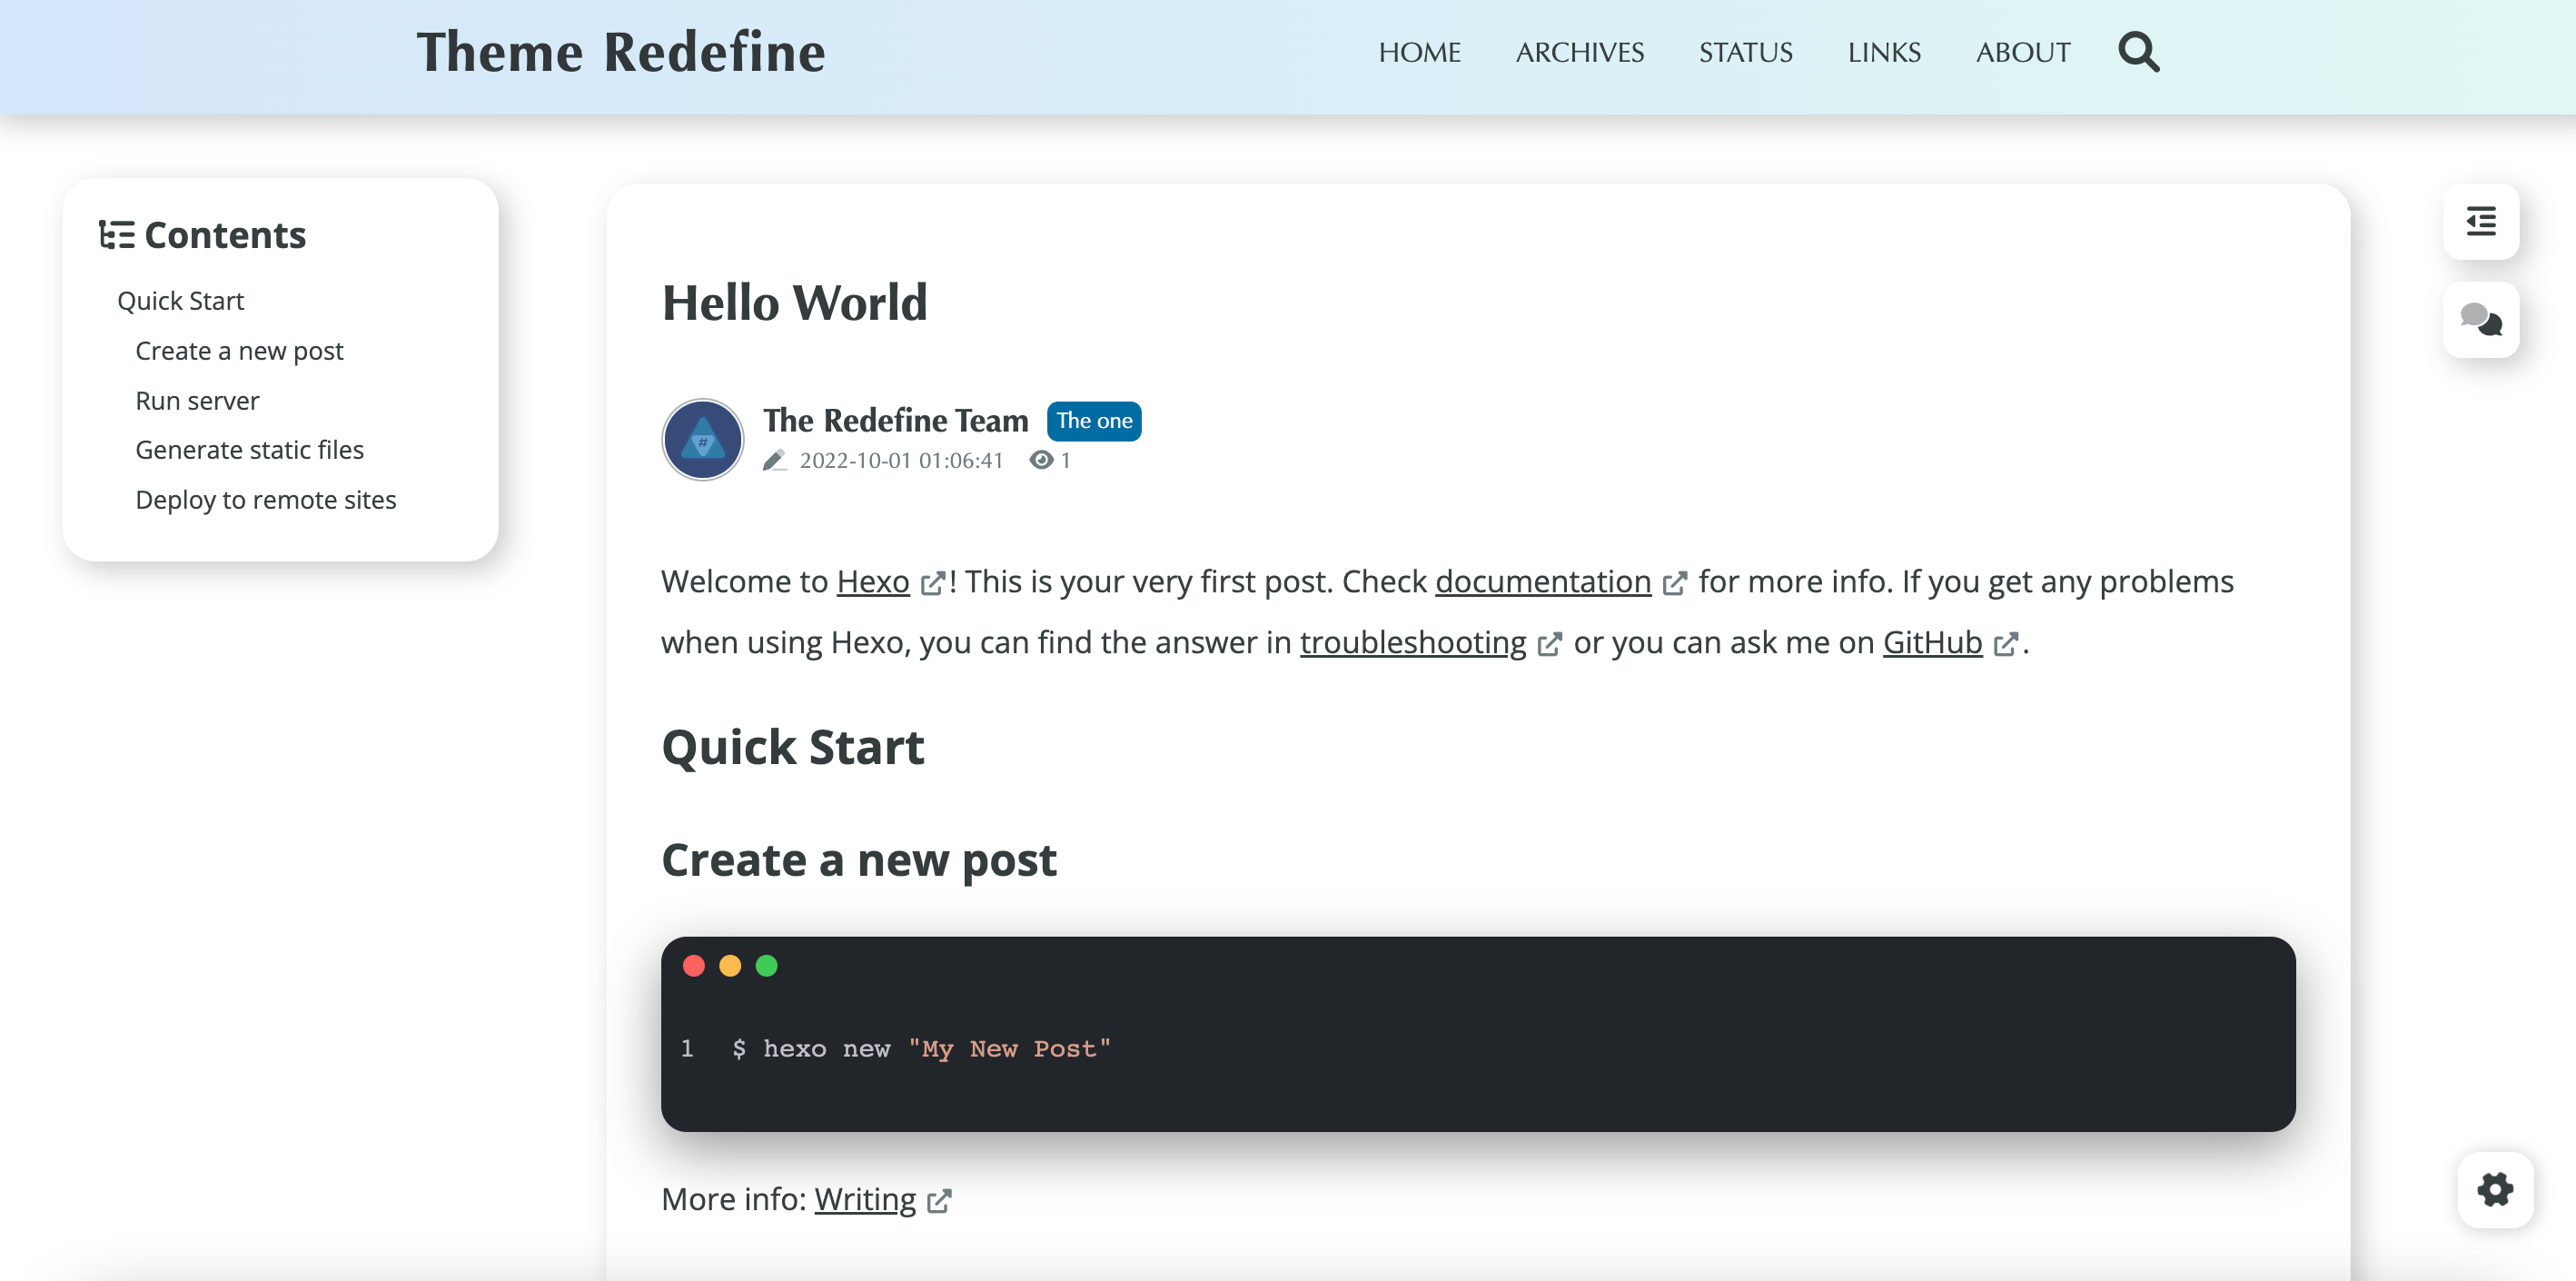 Theme Redefine
HOME ARCHIVES STATUS LINKS ABOUT
Contents
Quick Start
Create a new post
Run server
Generate static files
Deploy to remote sites
Hello World
#
The Redefine Team The one
2022-10-01 01:06:41 1
Welcome to Hexo ! This is your very first post. Check documentation for more info. If you get any problems
when using Hexo, you can find the answer in troubleshooting or you can ask me on GitHub .
Quick Start
Create a new post
1 $ hexo new "My New Post"
More info: Writing